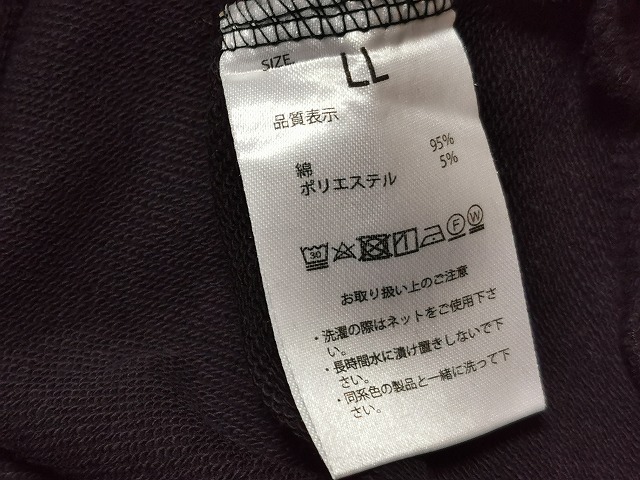 SIZE. LL
品質表示
綿 95%
ポリエステル 5%
30 F W
お取り扱い上のご注意
・洗濯の際はネットをご使用下さ
い。
・長時間水に漬け置きしないで下
さい。
・同系色の製品と一緒に洗って下
さい。